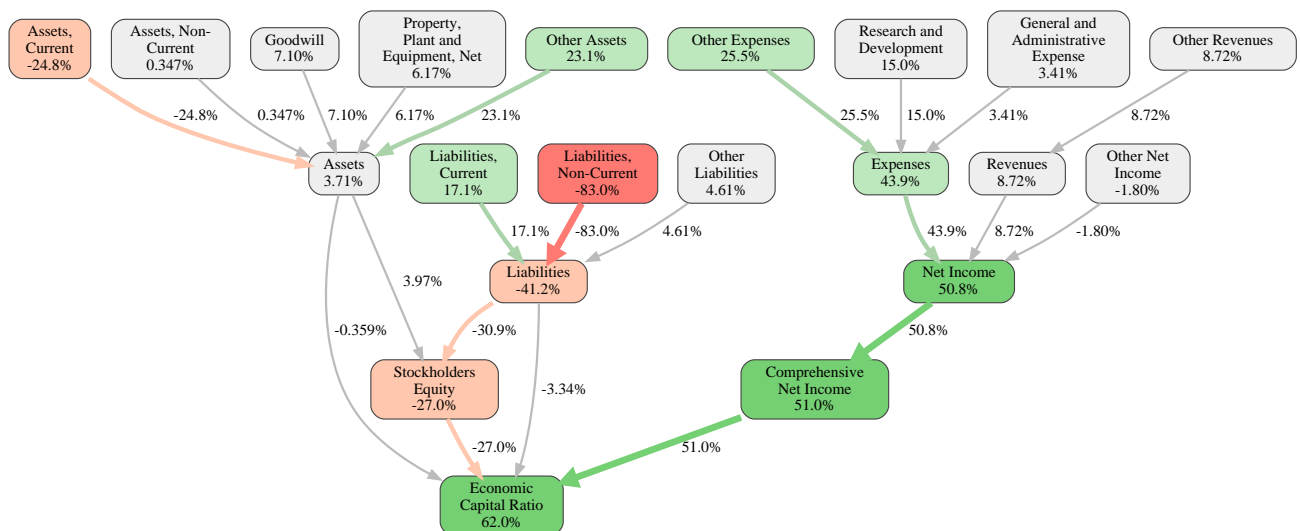 Assets,
Current
-24.8%
Assets, Non-
Current
0.347%
Goodwill
7.10%
Property,
Plant and
Equipment, Net
6.17%
Other Assets
23.1%
Other Expenses
25.5%
Research and
Development
15.0%
General and
Administrative
Expense
3.41%
Other Revenues
8.72%
-24.8%
0.347%
7.10%
6.17%
23.1%
25.5%
15.0%
3.41%
8.72%
Assets
3.71%
Liabilities,
Current
17.1%
Liabilities,
Non-Current
-83.0%
Other
Liabilities
4.61%
Expenses
43.9%
Revenues
8.72%
Other Net
Income
-1.80%
17.1%
-83.0%
4.61%
43.9%
8.72%
-1.80%
3.97%
Liabilities
-41.2%
Net Income
50.8%
-0.359%
-30.9%
50.8%
Stockholders
Equity
-27.0%
-3.34%
Comprehensive
Net Income
51.0%
-27.0%
51.0%
Economic
Capital Ratio
62.0%